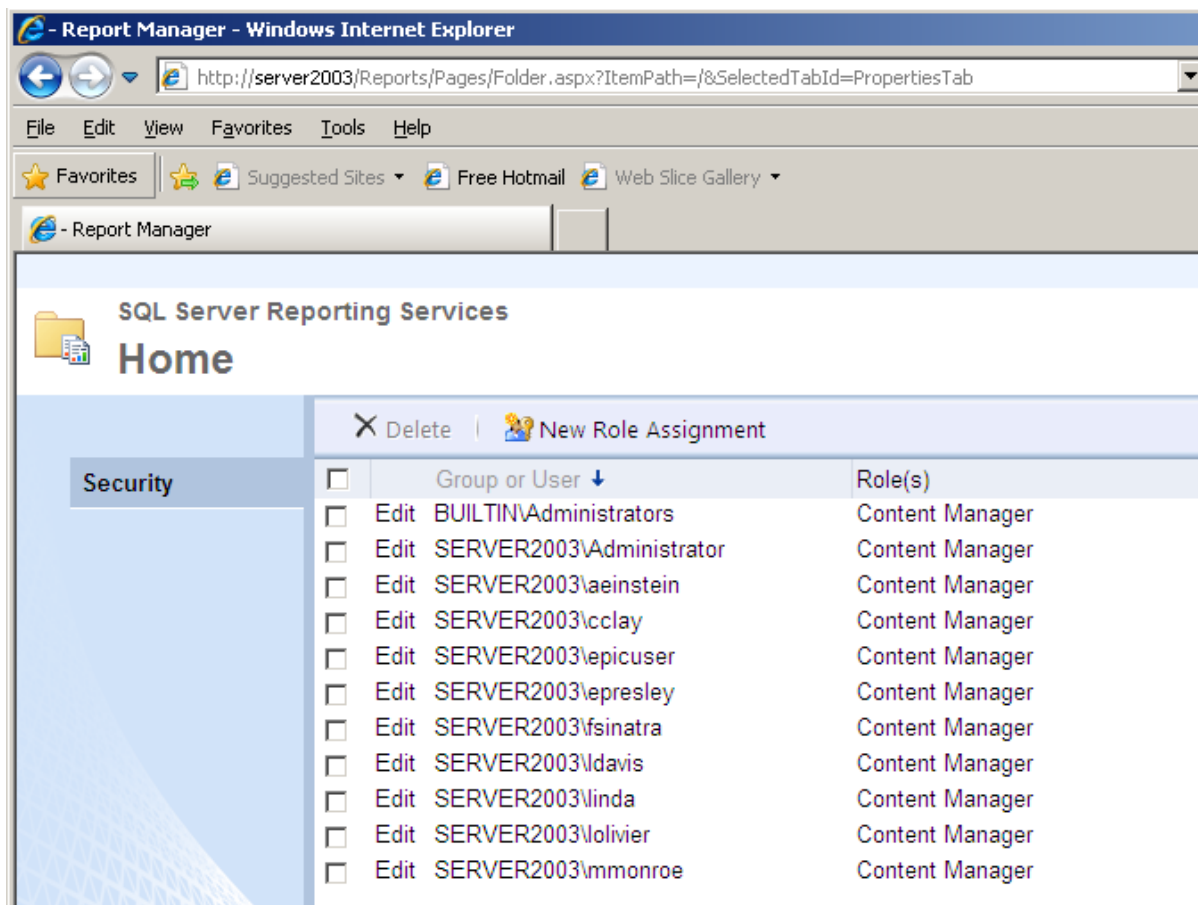 - Report Manager - Windows Internet Explorer
http://server2003/Reports/Pages/Folder.aspx?ItemPath=/&SelectedTabId=PropertiesTab
File Edit View Favorites Tools Help
Favorites Suggested Sites Free Hotmail Web Slice Gallery
- Report Manager
SQL Server Reporting Services
Home
Delete New Role Assignment
Security Group or User Role(s)
Edit BUILTIN\Administrators Content Manager
Edit SERVER2003\Administrator Content Manager
Edit SERVER2003\aeinstein Content Manager
Edit SERVER2003\cclay Content Manager
Edit SERVER2003\epicuser Content Manager
Edit SERVER2003\epresley Content Manager
Edit SERVER2003\fsinatra Content Manager
Edit SERVER2003\ldavis Content Manager
Edit SERVER2003\linda Content Manager
Edit SERVER2003\lolivier Content Manager
Edit SERVER2003\mmonroe Content Manager